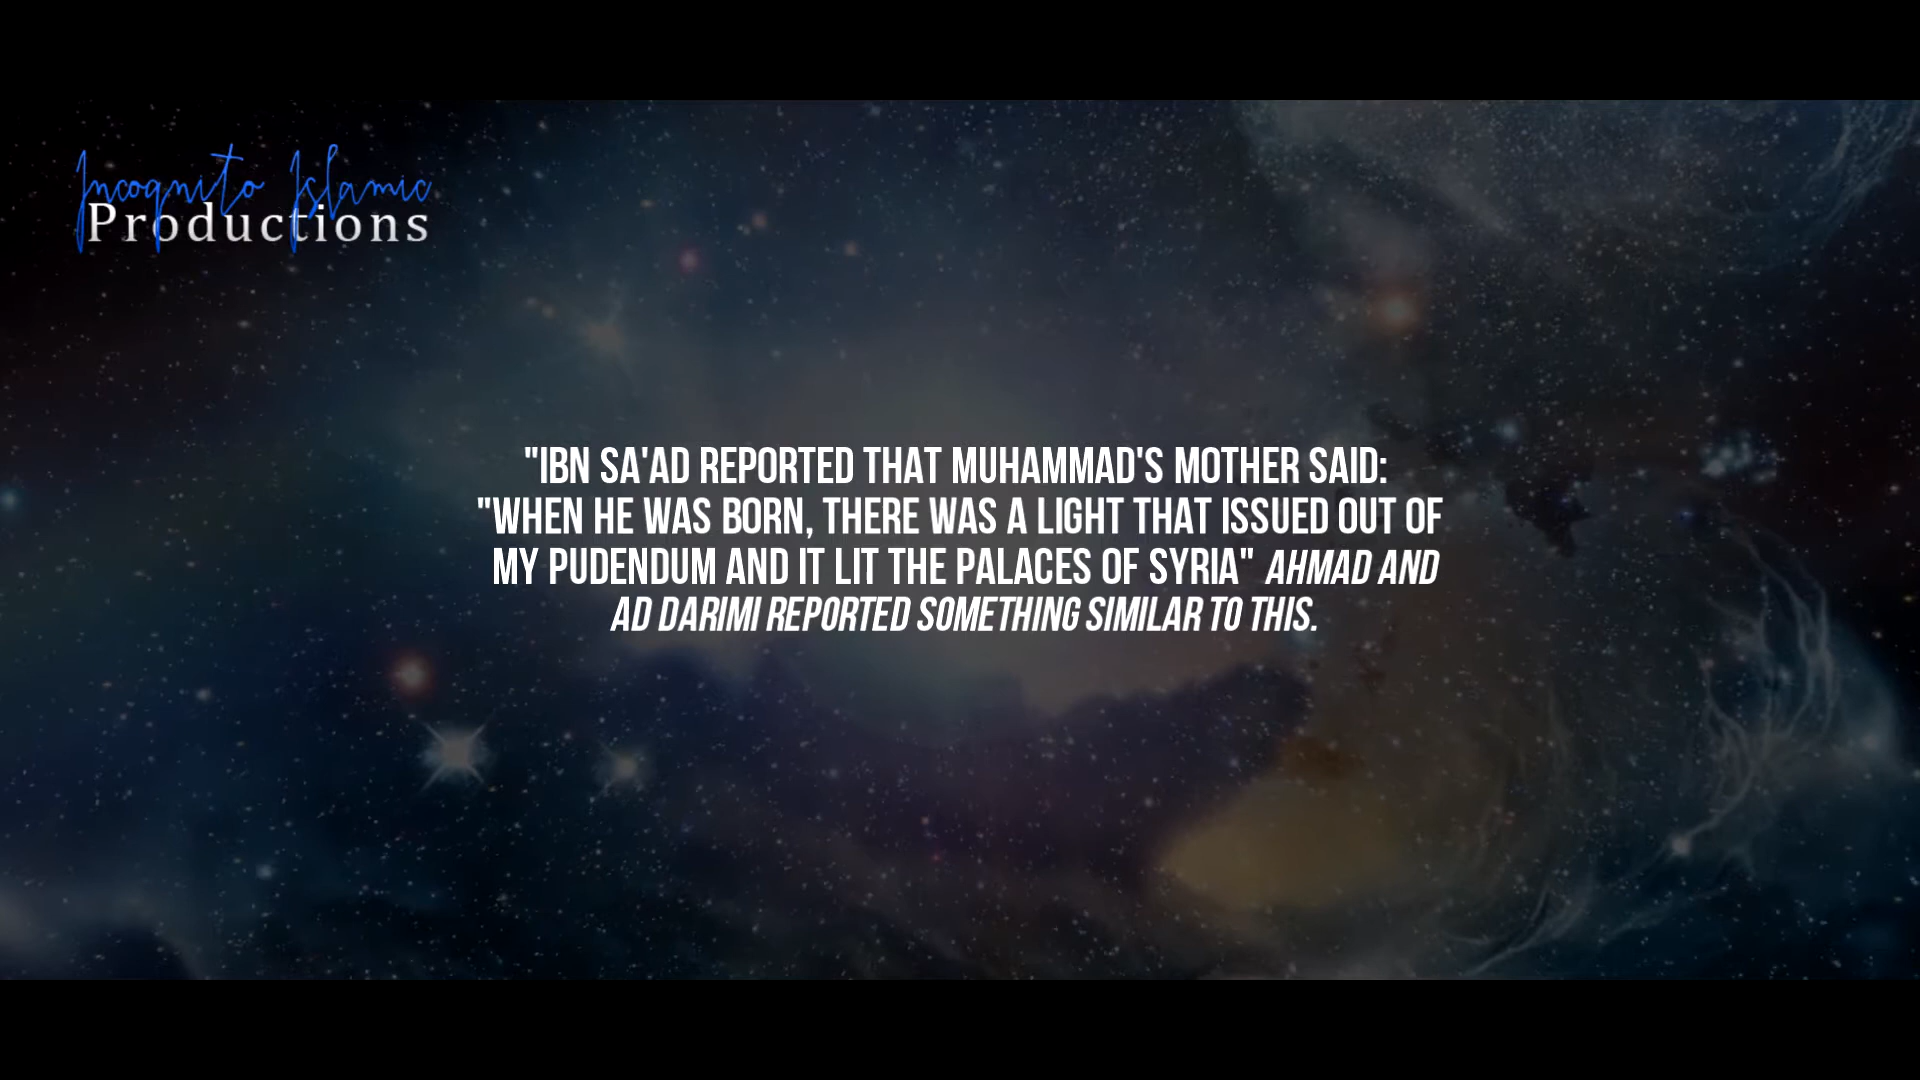 Incognito Islamic
Productions
"IBN SA'AD REPORTED THAT MUHAMMAD'S MOTHER SAID:
"WHEN HE WAS BORN, THERE WAS A LIGHT THAT ISSUED OUT OF
MY PUDENDUM AND IT LIT THE PALACES OF SYRIA" AHMAD AND
AD DARIMI REPORTED SOMETHING SIMILAR TO THIS.